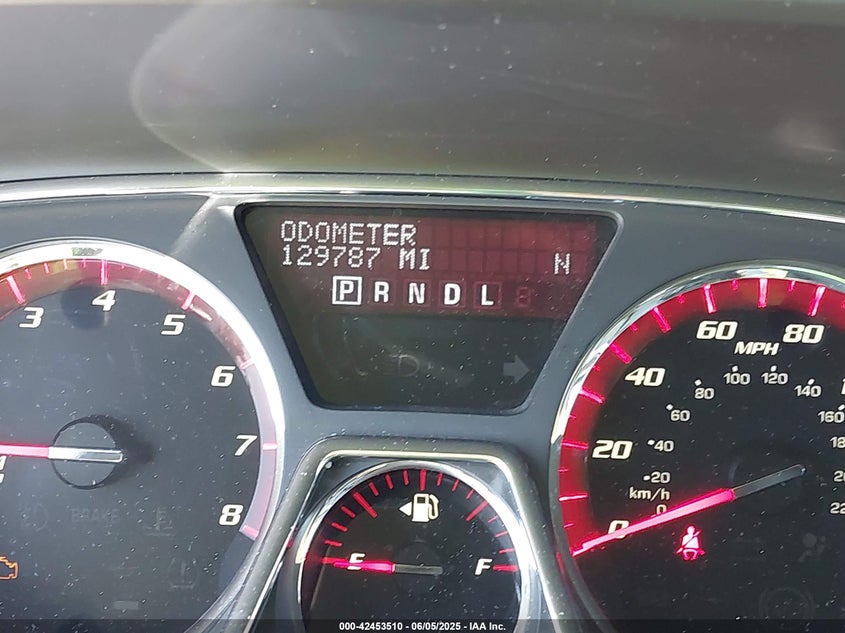 ODOMETER
129787 MI N
P R N D L
3 4 5 6 7 8
20 40 60 80
MPH
20 40 60 80 100 120 140 160
km/h
0
0
BRAKE
E F
000-42453510 - 06/05/2025 - IAA Inc.